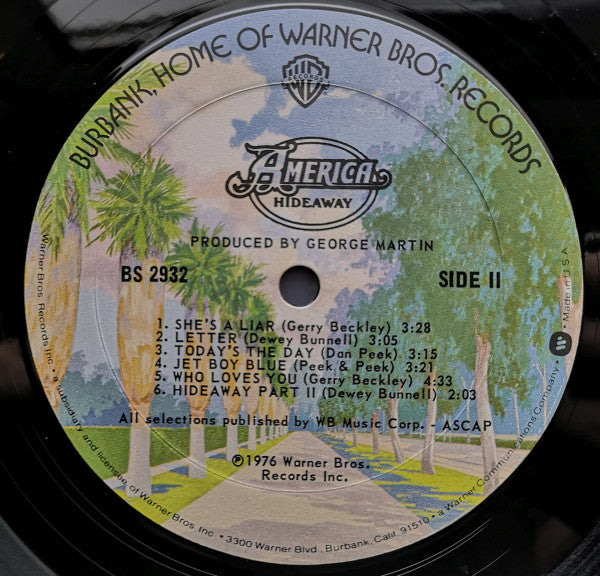 BURBANK, HOME OF WARNER BROS. RECORDS
WB
RECORDS
AMERICA
HIDEAWAY
PRODUCED BY GEORGE MARTIN
BS 2932
SIDE II
1. SHE'S A LIAR (Gerry Beckley) 3:28
2. LETTER (Dewey Bunnell) 3:05
3. TODAY'S THE DAY (Dan Peek) 3:15
4. JET BOY BLUE (Peek & Peek) 3:21
5. WHO LOVES YOU (Gerry Beckley) 4:33
6. HIDEAWAY PART II (Dewey Bunnell) 2:03
All selections published by WB Music Corp. - ASCAP
℗1976 Warner Bros.
Records Inc.
Warner Bros. Records Inc. • a subsidiary and licensee of Warner Bros. Inc. • 3300 Warner Blvd., Burbank, Calif. 91510 • a Warner Communications Company • Made in U.S.A.